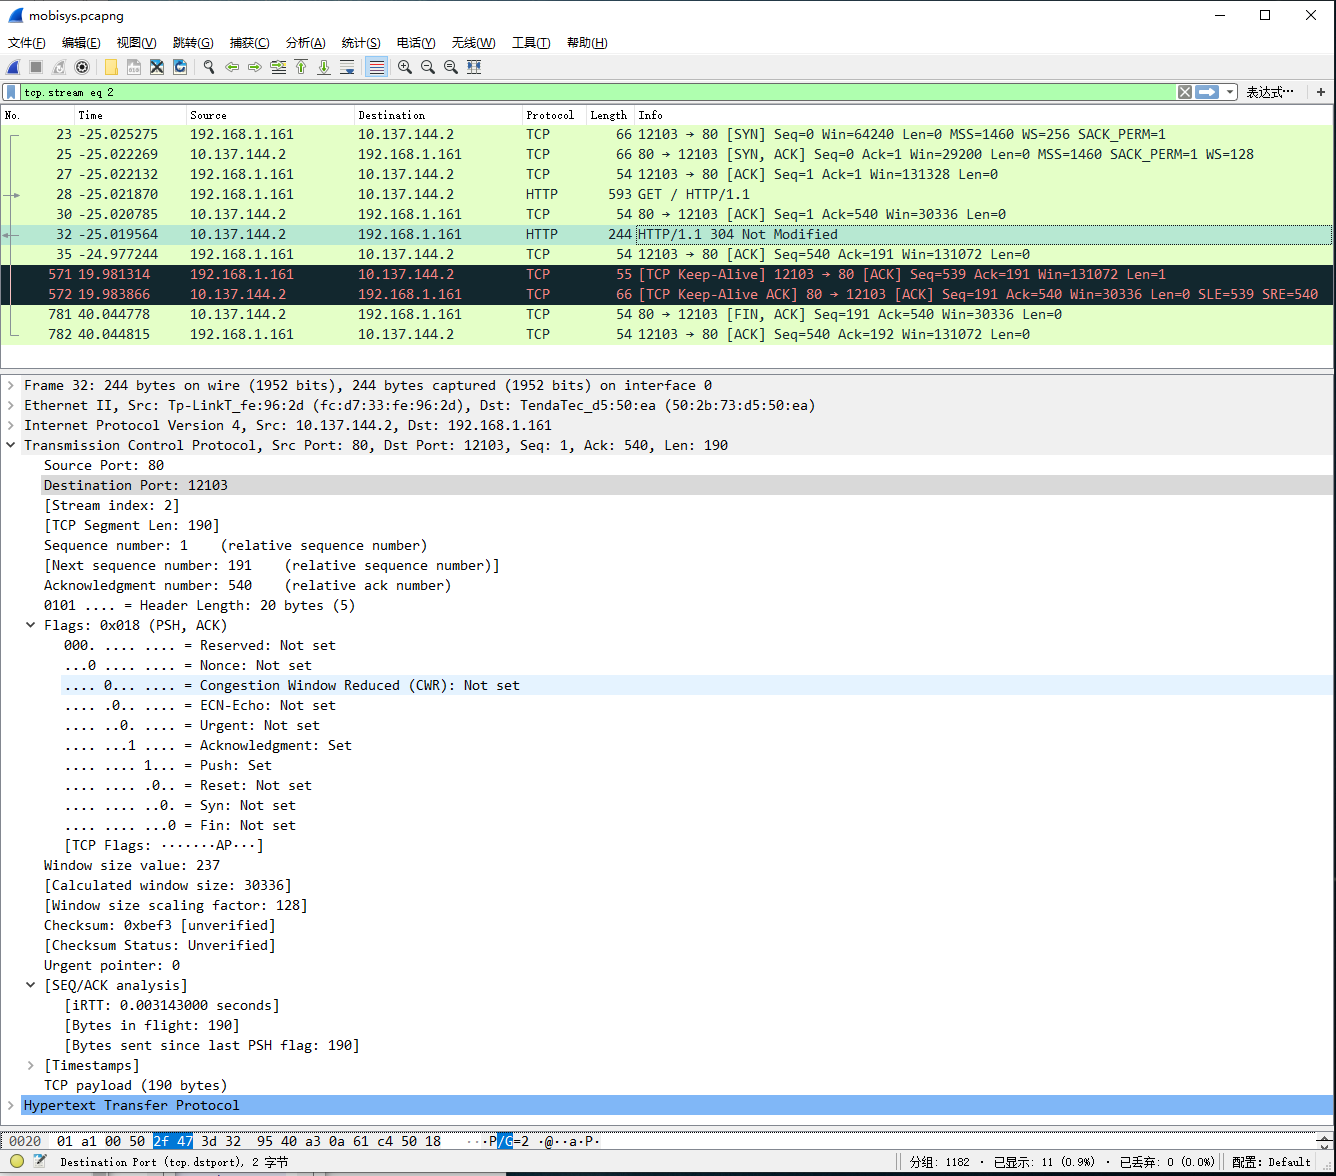 mobisys.pcapng
文件(F) 编辑(E) 视图(V) 跳转(G) 捕获(C) 分析(A) 统计(S) 电话(Y) 无线(W) 工具(T) 帮助(H)
tcp.stream eq 2 表达式… +
No. Time Source Destination Protocol Length Info
23 -25.025275 192.168.1.161 10.137.144.2 TCP 66 12103 → 80 [SYN] Seq=0 Win=64240 Len=0 MSS=1460 WS=256 SACK_PERM=1
25 -25.022269 10.137.144.2 192.168.1.161 TCP 66 80 → 12103 [SYN, ACK] Seq=0 Ack=1 Win=29200 Len=0 MSS=1460 SACK_PERM=1 WS=128
27 -25.022132 192.168.1.161 10.137.144.2 TCP 54 12103 → 80 [ACK] Seq=1 Ack=1 Win=131328 Len=0
28 -25.021870 192.168.1.161 10.137.144.2 HTTP 593 GET / HTTP/1.1
30 -25.020785 10.137.144.2 192.168.1.161 TCP 54 80 → 12103 [ACK] Seq=1 Ack=540 Win=30336 Len=0
32 -25.019564 10.137.144.2 192.168.1.161 HTTP 244 HTTP/1.1 304 Not Modified
35 -24.977244 192.168.1.161 10.137.144.2 TCP 54 12103 → 80 [ACK] Seq=540 Ack=191 Win=131072 Len=0
571 19.981314 192.168.1.161 10.137.144.2 TCP 55 [TCP Keep-Alive] 12103 → 80 [ACK] Seq=539 Ack=191 Win=131072 Len=1
572 19.983866 10.137.144.2 192.168.1.161 TCP 66 [TCP Keep-Alive ACK] 80 → 12103 [ACK] Seq=191 Ack=540 Win=30336 Len=0 SLE=539 SRE=540
781 40.044778 10.137.144.2 192.168.1.161 TCP 54 80 → 12103 [FIN, ACK] Seq=191 Ack=540 Win=30336 Len=0
782 40.044815 192.168.1.161 10.137.144.2 TCP 54 12103 → 80 [ACK] Seq=540 Ack=192 Win=131072 Len=0
Frame 32: 244 bytes on wire (1952 bits), 244 bytes captured (1952 bits) on interface 0
Ethernet II, Src: Tp-LinkT_fe:96:2d (fc:d7:33:fe:96:2d), Dst: TendaTec_d5:50:ea (50:2b:73:d5:50:ea)
Internet Protocol Version 4, Src: 10.137.144.2, Dst: 192.168.1.161
Transmission Control Protocol, Src Port: 80, Dst Port: 12103, Seq: 1, Ack: 540, Len: 190
Source Port: 80
Destination Port: 12103
[Stream index: 2]
[TCP Segment Len: 190]
Sequence number: 1 (relative sequence number)
[Next sequence number: 191 (relative sequence number)]
Acknowledgment number: 540 (relative ack number)
0101 .... = Header Length: 20 bytes (5)
Flags: 0x018 (PSH, ACK)
000. .... .... = Reserved: Not set
...0 .... .... = Nonce: Not set
.... 0... .... = Congestion Window Reduced (CWR): Not set
.... .0.. .... = ECN-Echo: Not set
.... ..0. .... = Urgent: Not set
.... ...1 .... = Acknowledgment: Set
.... .... 1... = Push: Set
.... .... .0.. = Reset: Not set
.... .... ..0. = Syn: Not set
.... .... ...0 = Fin: Not set
[TCP Flags: ·······AP···]
Window size value: 237
[Calculated window size: 30336]
[Window size scaling factor: 128]
Checksum: 0xbef3 [unverified]
[Checksum Status: Unverified]
Urgent pointer: 0
[SEQ/ACK analysis]
[iRTT: 0.003143000 seconds]
[Bytes in flight: 190]
[Bytes sent since last PSH flag: 190]
[Timestamps]
TCP payload (190 bytes)
Hypertext Transfer Protocol
0020 01 a1 00 50 2f 47 3d 32 95 40 a3 0a 61 c4 50 18 ···P/G=2 ·@··a·P·
Destination Port (tcp.dstport), 2 字节 分组: 1182 · 已显示: 11 (0.9%) · 已丢弃: 0 (0.0%) 配置: Default